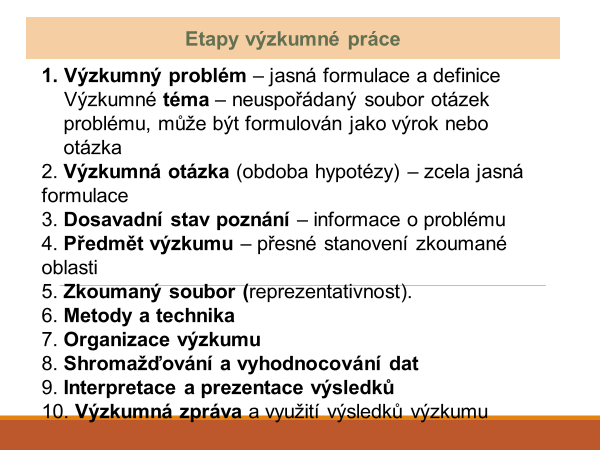 Etapy výzkumné práce
1. Výzkumný problém – jasná formulace a definice
Výzkumné téma – neuspořádaný soubor otázek
problému, může být formulován jako výrok nebo
otázka
2. Výzkumná otázka (obdoba hypotézy) – zcela jasná
formulace
3. Dosavadní stav poznání – informace o problému
4. Předmět výzkumu – přesné stanovení zkoumané
oblasti
5. Zkoumaný soubor (reprezentativnost).
6. Metody a technika
7. Organizace výzkumu
8. Shromažďování a vyhodnocování dat
9. Interpretace a prezentace výsledků
10. Výzkumná zpráva a využití výsledků výzkumu